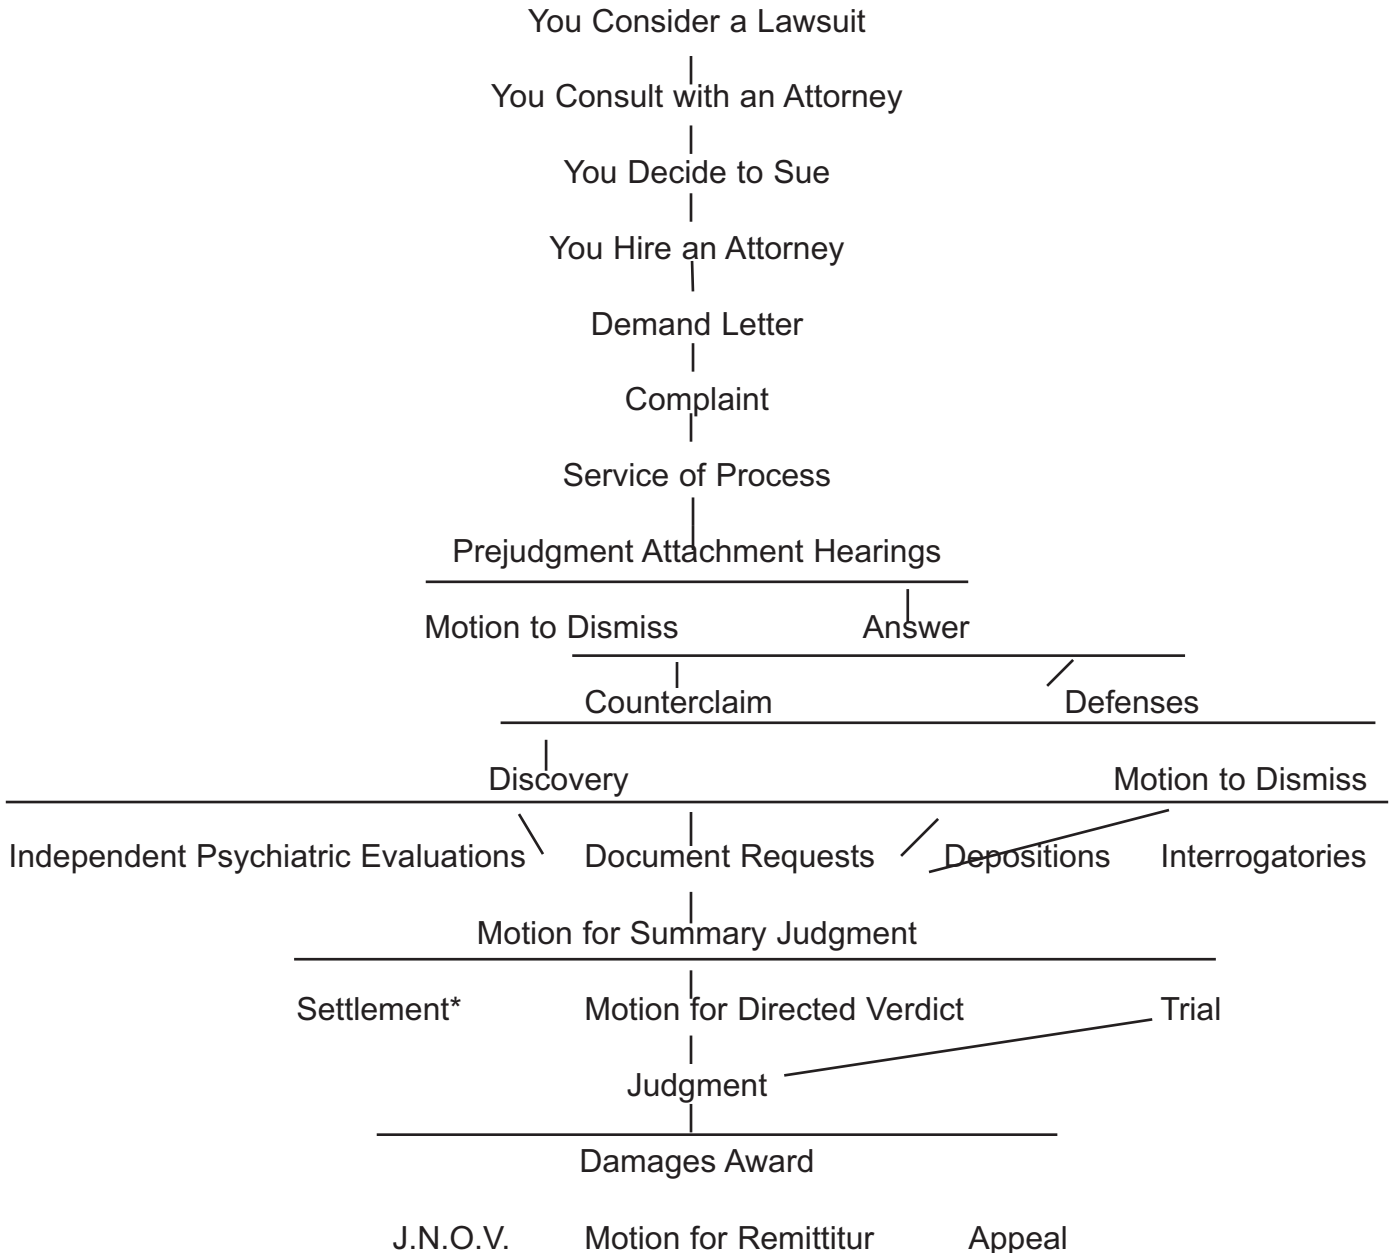 You Consider a Lawsuit
You Consult with an Attorney
You Decide to Sue
You Hire an Attorney
Demand Letter
Complaint
Service of Process
Prejudgment Attachment Hearings
Motion to Dismiss Answer
Counterclaim Defenses
Discovery Motion to Dismiss
Independent Psychiatric Evaluations Document Requests Depositions Interrogatories
Motion for Summary Judgment
Settlement* Motion for Directed Verdict Trial
Judgment
Damages Award
J.N.O.V. Motion for Remittitur Appeal